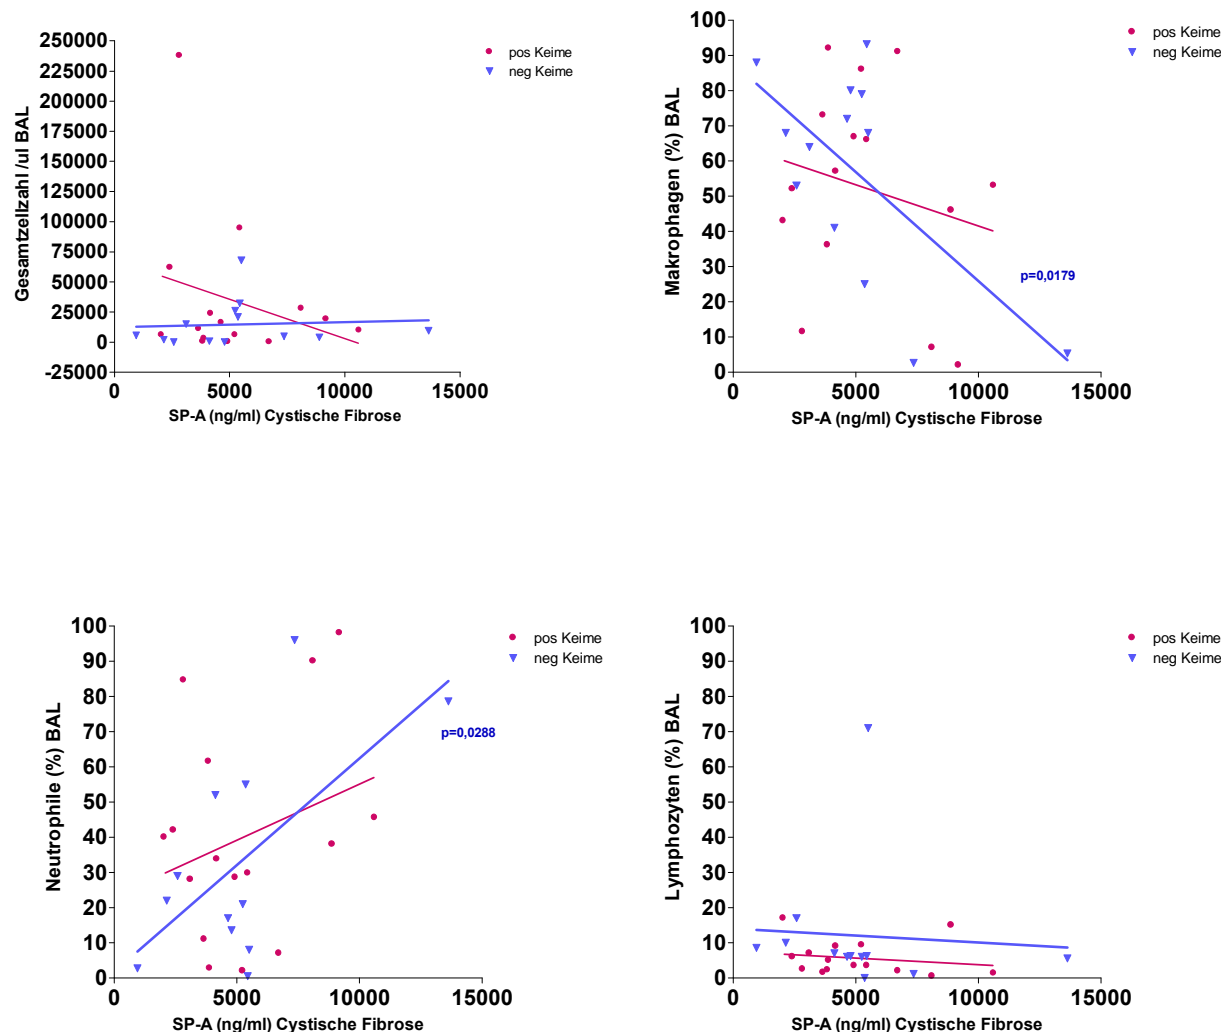 250000
225000
200000
175000
150000
125000
100000
75000
50000
25000
0
-25000
Gesamtzellzahl /ul BAL
0 5000 10000 15000
SP-A (ng/ml) Cystische Fibrose
pos Keime
neg Keime
100
90
80
70
60
50
40
30
20
10
0
Makrophagen (%) BAL
0 5000 10000 15000
SP-A (ng/ml) Cystische Fibrose
pos Keime
neg Keime
p=0,0179
100
90
80
70
60
50
40
30
20
10
0
Neutrophile (%) BAL
0 5000 10000 15000
SP-A (ng/ml) Cystische Fibrose
pos Keime
neg Keime
p=0,0288
100
90
80
70
60
50
40
30
20
10
0
Lymphozyten (%) BAL
0 5000 10000 15000
SP-A (ng/ml) Cystische Fibrose
pos Keime
neg Keime